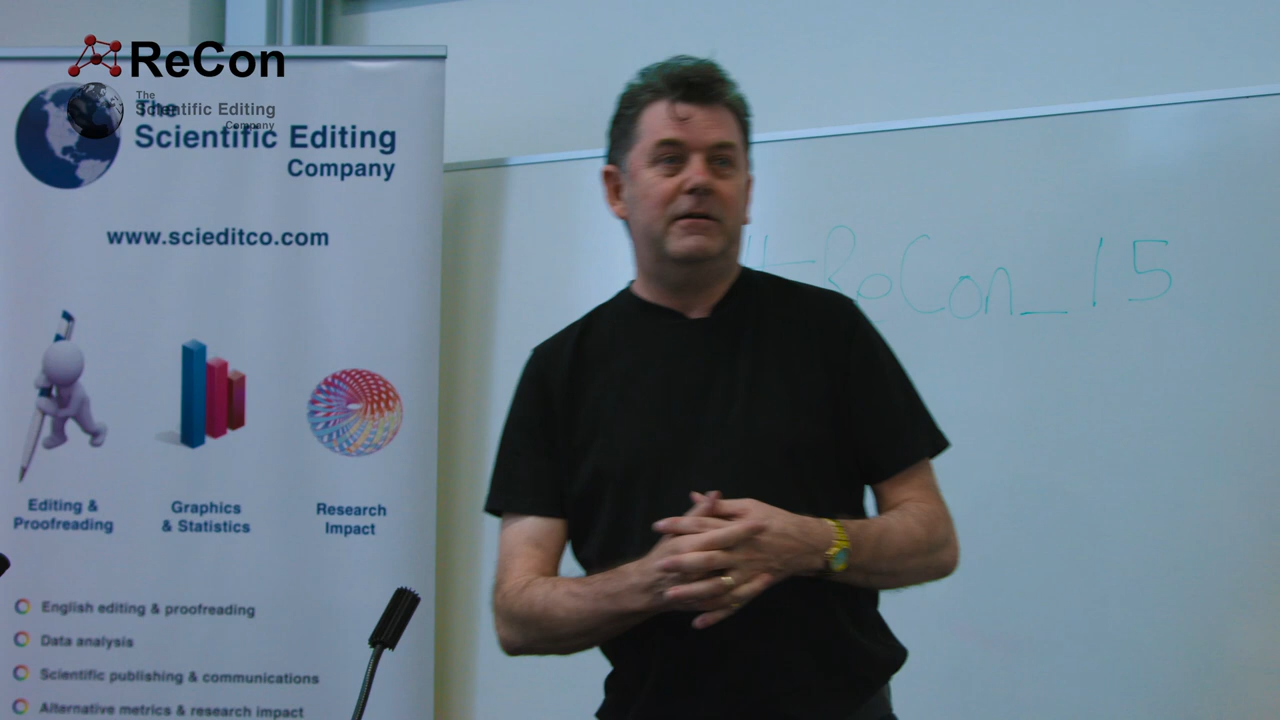 ReCon
The
Scientific Editing
Company
The
Scientific Editing
Company
www.scieditco.com
Editing &
Proofreading
Graphics
& Statistics
Research
Impact
English editing & proofreading
Data analysis
Scientific publishing & communications
Alternative metrics & research impact
#ReCon_15